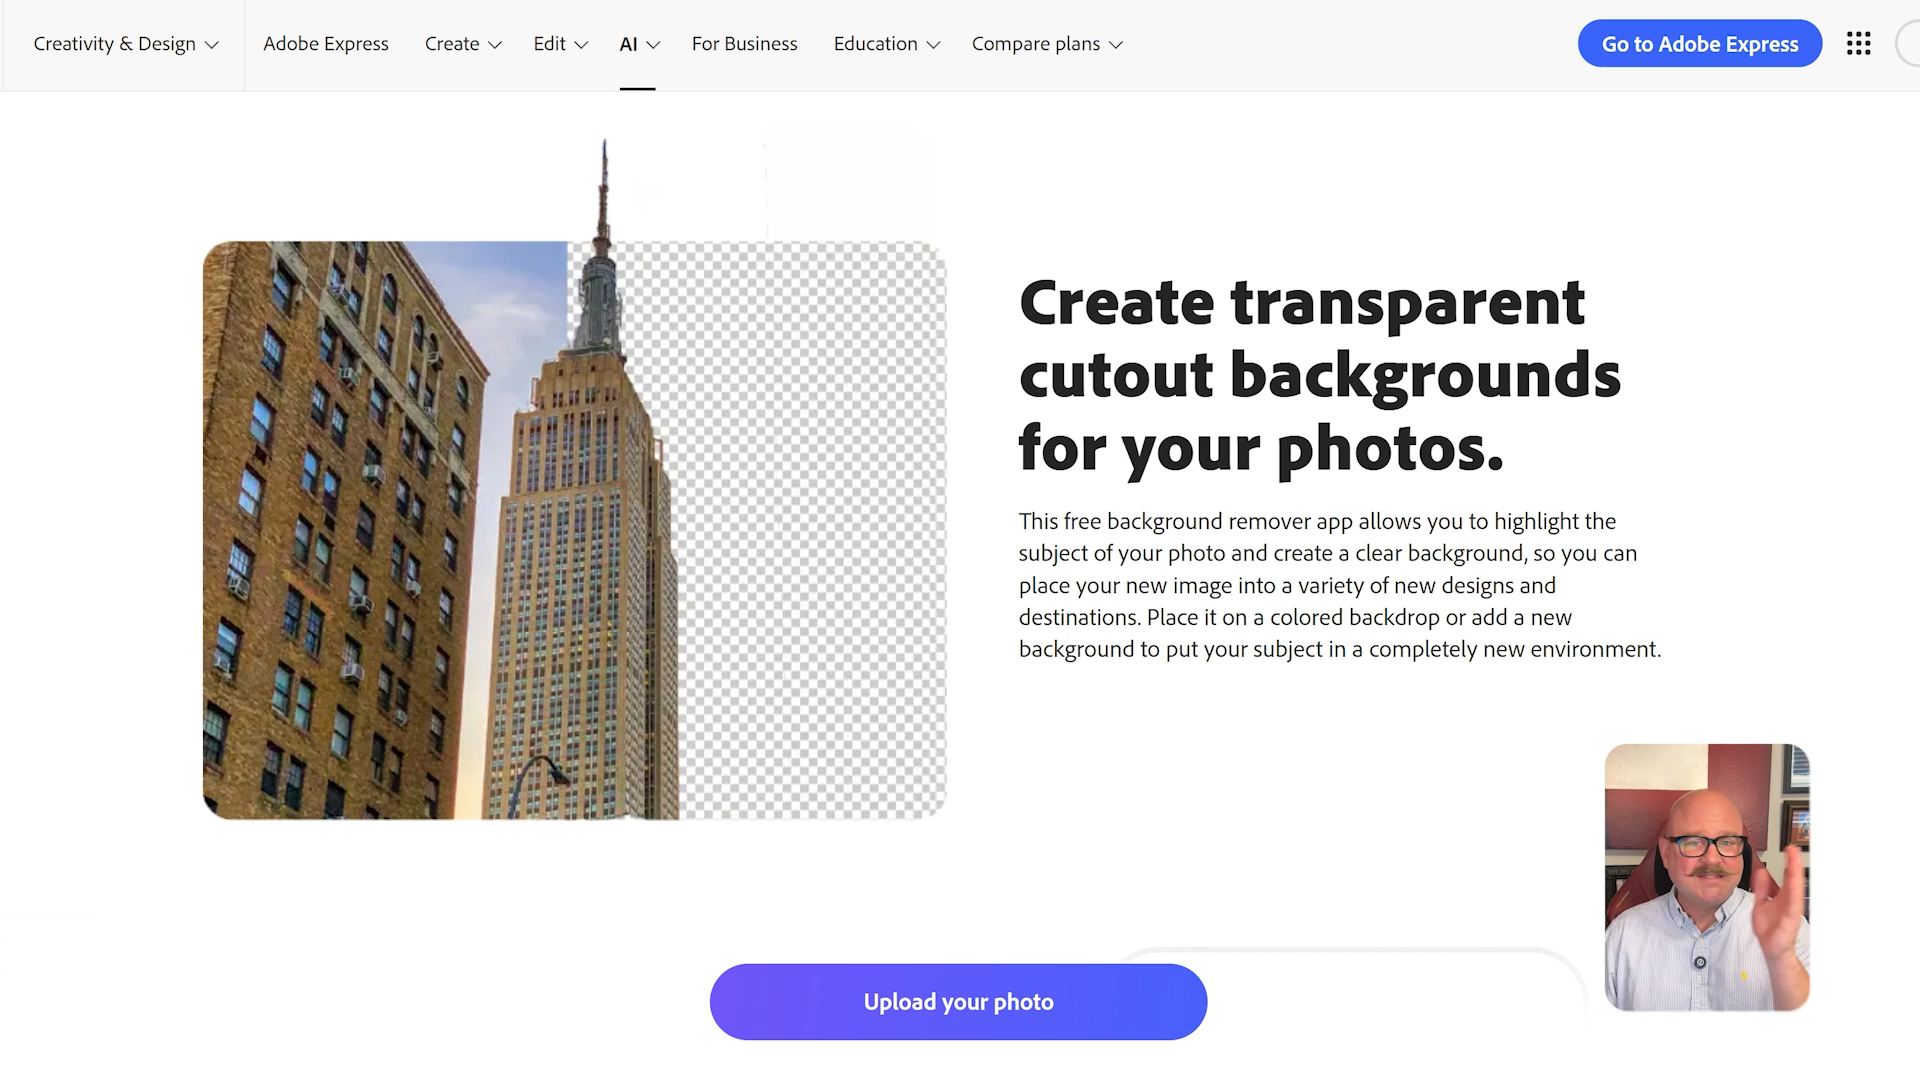 Creativity & Design
Adobe Express
Create
Edit
AI
For Business
Education
Compare plans
Go to Adobe Express
Create transparent
cutout backgrounds
for your photos.
This free background remover app allows you to highlight the
subject of your photo and create a clear background, so you can
place your new image into a variety of new designs and
destinations. Place it on a colored backdrop or add a new
background to put your subject in a completely new environment.
Upload your photo